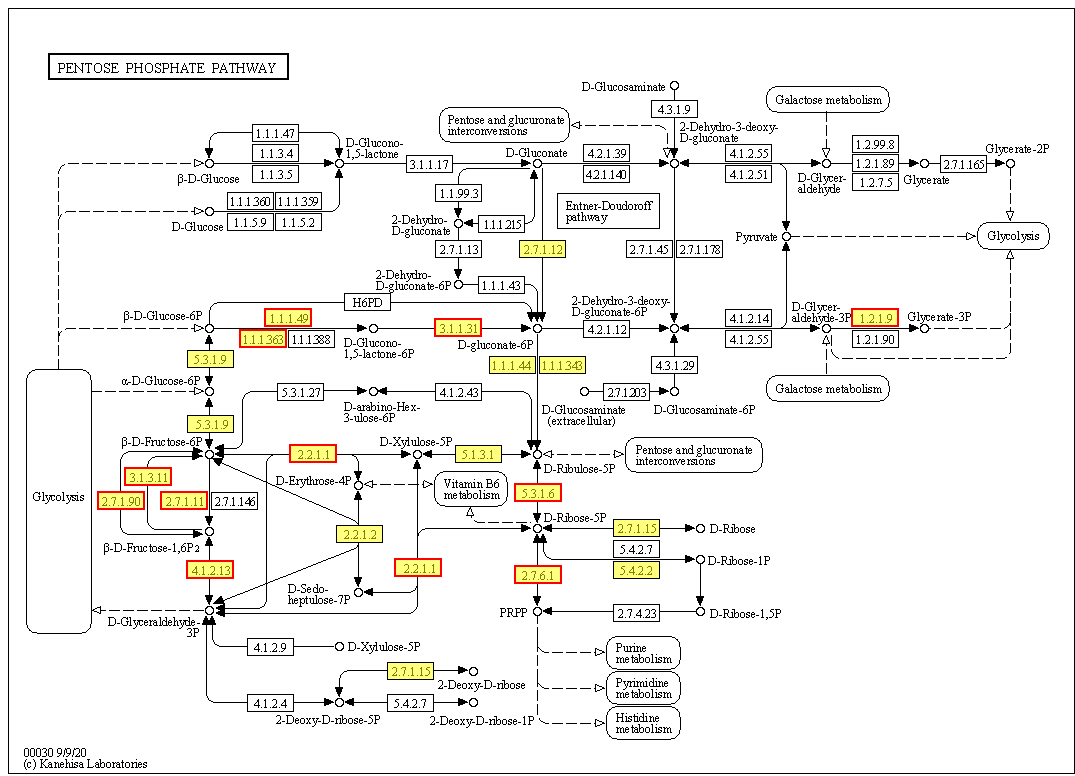 PENTOSE PHOSPHATE PATHWAY
D-Glucosaminate
4.3.1.9
Galactose metabolism
Pentose and glucuronate
interconversions
2-Dehydro-3-deoxy-
D-gluconate
1.1.1.47
D-Glucono-
1,5-lactone
1.1.3.4
1.1.3.5
β-D-Glucose
3.1.1.17
D-Gluconate
4.2.1.39
4.2.1.140
4.1.2.55
4.1.2.51
D-Glycer-
aldehyde
1.2.99.8
1.2.1.89
1.2.7.5
Glycerate
2.7.1.165
Glycerate-2P
1.1.1.360
1.1.1.359
1.1.5.9
1.1.5.2
D-Glucose
1.1.99.3
2-Dehydro-
D-gluconate
1.1.1.215
Entner-Doudoroff
pathway
2.7.1.13
2.7.1.12
2.7.1.45
2.7.1.178
Pyruvate
Glycolysis
2-Dehydro-
D-gluconate-6P
1.1.1.43
H6PD
β-D-Glucose-6P
1.1.1.49
1.1.1.363
1.1.1.388
D-Glucono-
1,5-lactone-6P
3.1.1.31
D-gluconate-6P
2-Dehydro-3-deoxy-
D-gluconate-6P
4.2.1.12
4.1.2.14
4.1.2.55
D-Glycer-
aldehyde-3P
1.2.1.9
1.2.1.90
Glycerate-3P
5.3.1.9
1.1.1.44
1.1.1.343
4.3.1.29
α-D-Glucose-6P
5.3.1.27
D-arabino-Hex-
3-ulose-6P
4.1.2.43
D-Glucosaminate
(extracellular)
2.7.1.203
D-Glucosaminate-6P
Galactose metabolism
5.3.1.9
β-D-Fructose-6P
2.2.1.1
D-Xylulose-5P
5.1.3.1
D-Ribulose-5P
Pentose and glucuronate
interconversions
Glycolysis
3.1.3.11
2.7.1.90
2.7.1.11
2.7.1.146
D-Erythrose-4P
Vitamin B6
metabolism
5.3.1.6
D-Ribose-5P
2.7.1.15
D-Ribose
β-D-Fructose-1,6P2
2.2.1.2
5.4.2.7
5.4.2.2
D-Ribose-1P
4.1.2.13
2.2.1.1
2.7.6.1
D-Sedo-
heptulose-7P
D-Glyceraldehyde-
3P
PRPP
2.7.4.23
D-Ribose-1,5P
4.1.2.9
D-Xylulose-5P
Purine
metabolism
2.7.1.15
2-Deoxy-D-ribose
Pyrimidine
metabolism
4.1.2.4
2-Deoxy-D-ribose-5P
5.4.2.7
2-Deoxy-D-ribose-1P
Histidine
metabolism
00030 9/9/20
(c) Kanehisa Laboratories